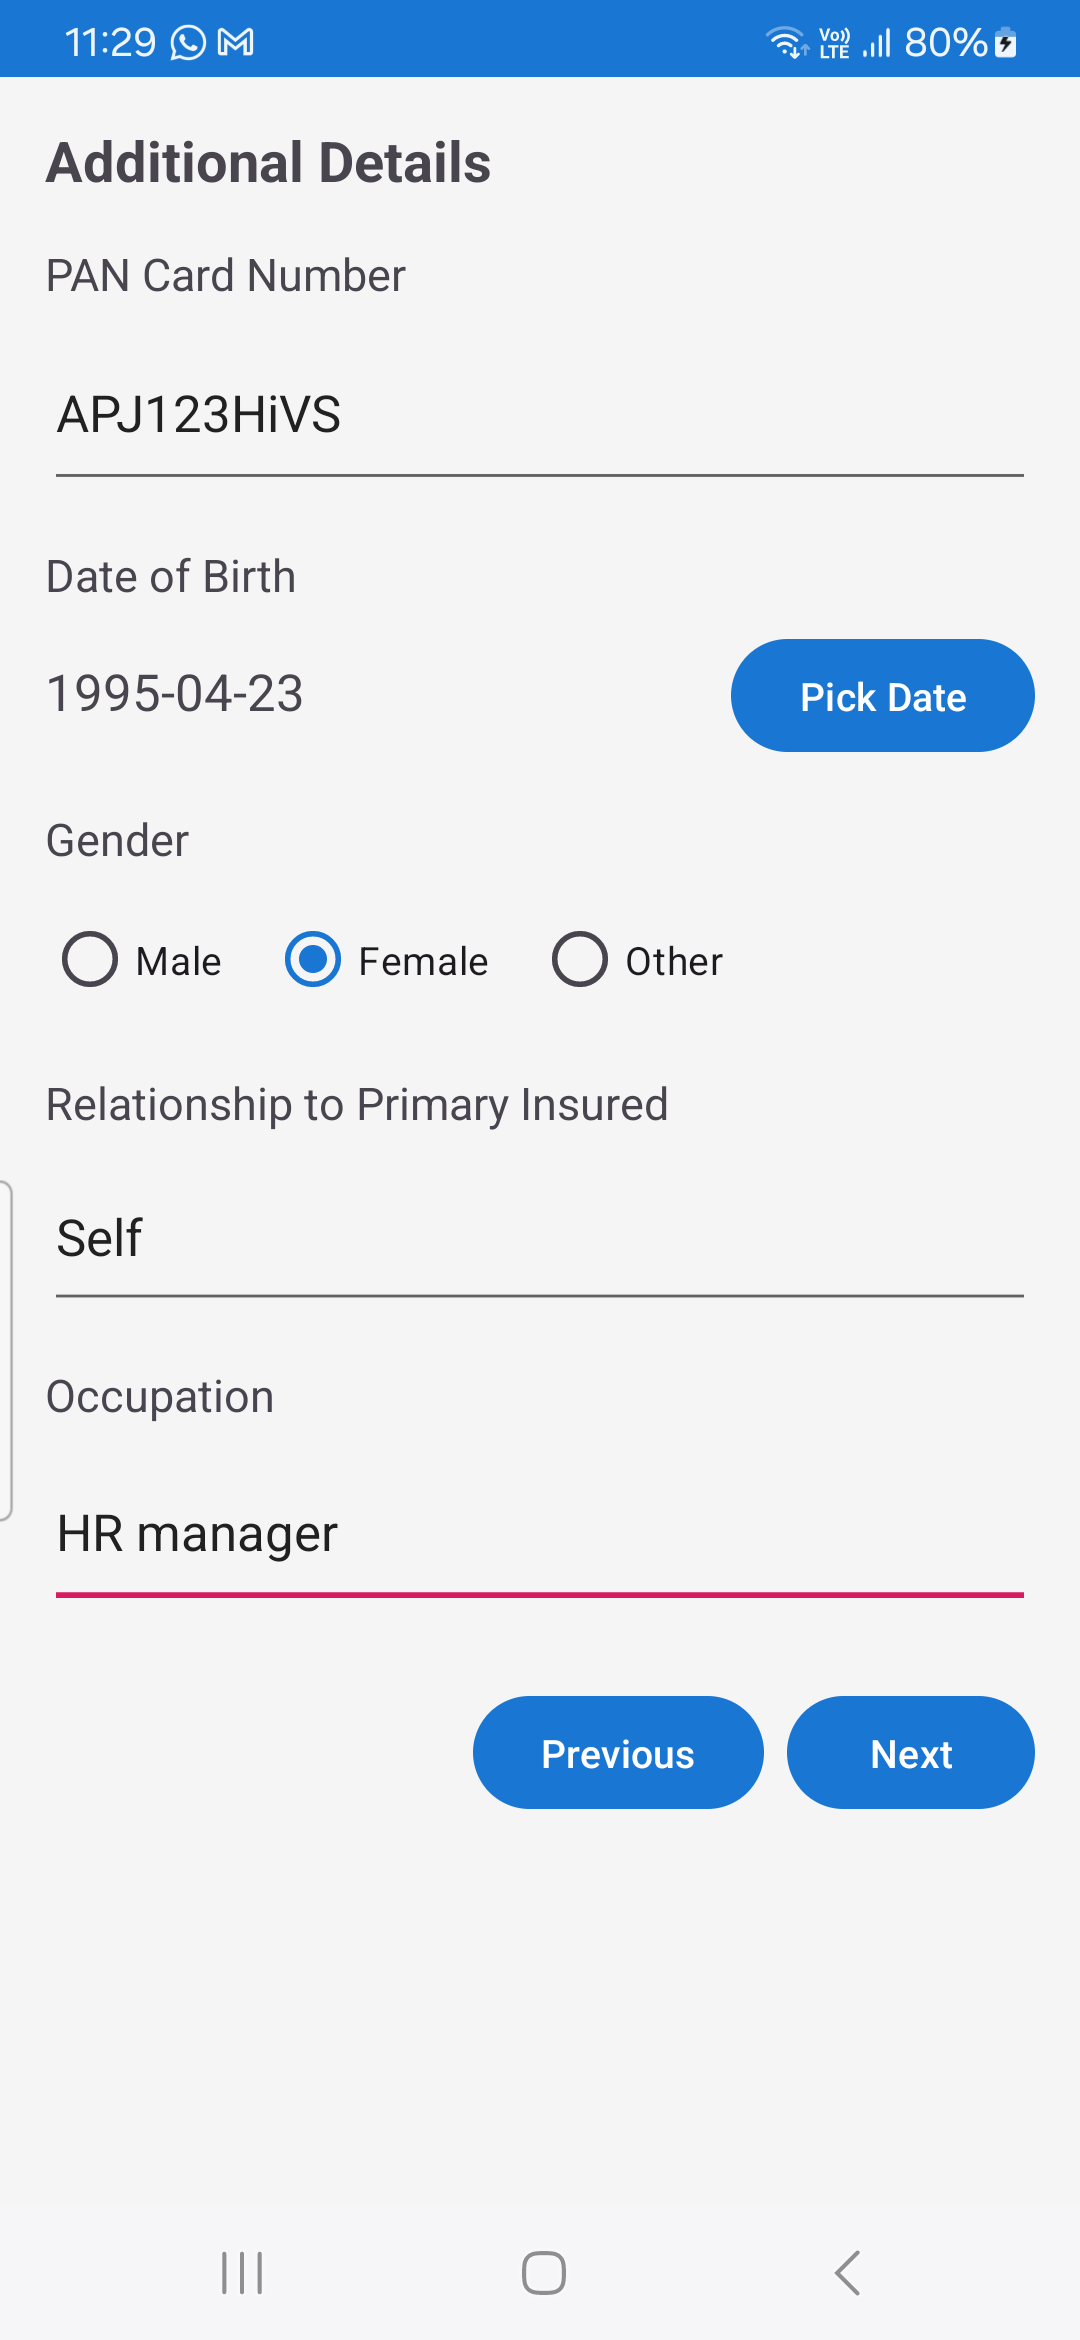 11:29 Vo)) LTE 80%
Additional Details
PAN Card Number
APJ123HiVS
Date of Birth
1995-04-23 Pick Date
Gender
Male Female Other
Relationship to Primary Insured
Self
Occupation
HR manager
Previous Next